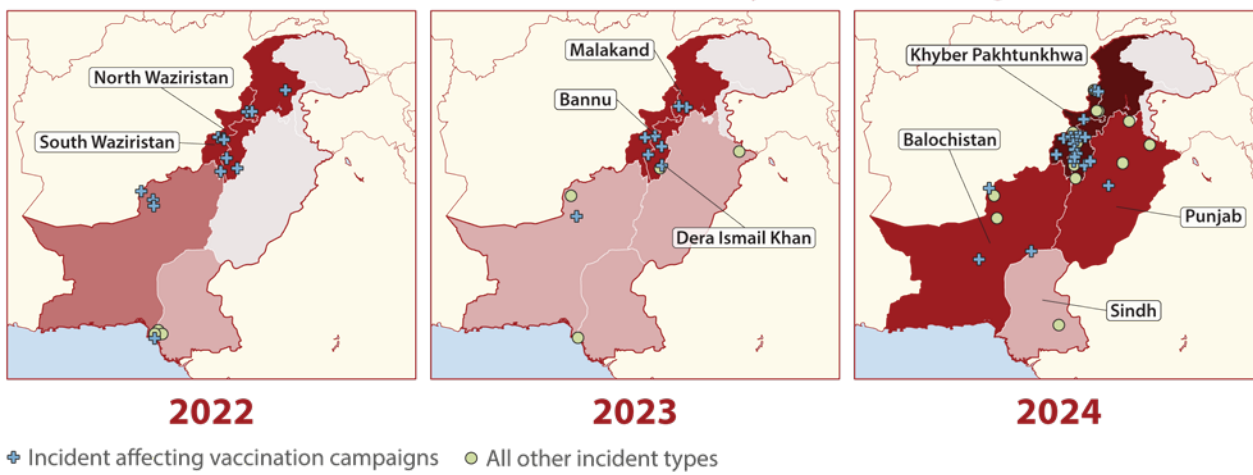 North Waziristan
South Waziristan
Malakand
Bannu
Dera Ismail Khan
Khyber Pakhtunkhwa
Balochistan
Punjab
Sindh
2022
2023
2024
Incident affecting vaccination campaigns
All other incident types